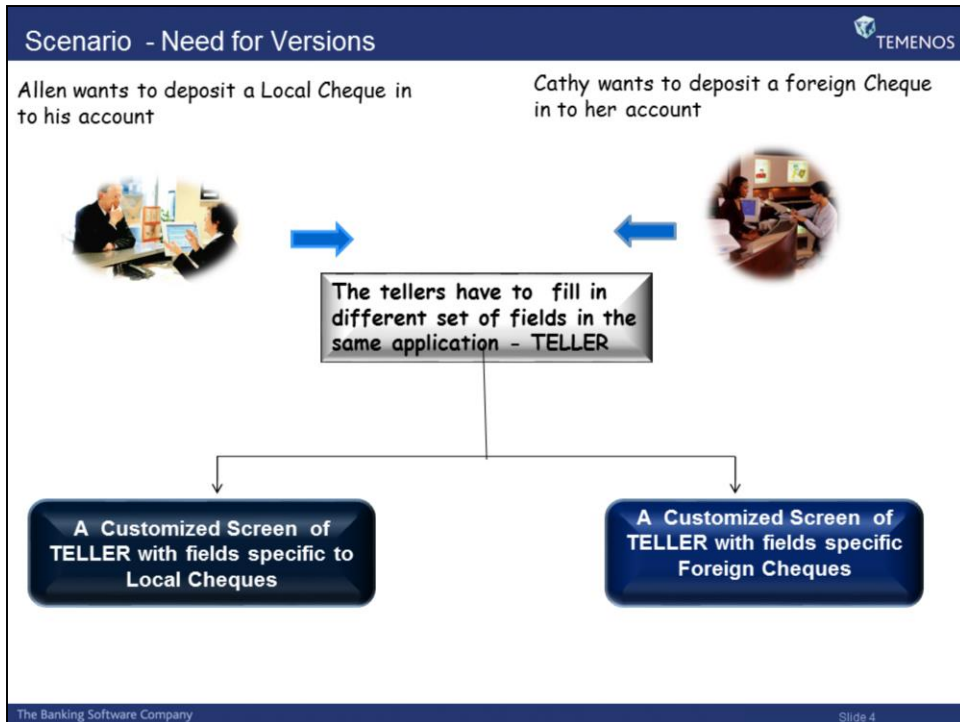 Scenario - Need for Versions
TEMENOS
Allen wants to deposit a Local Cheque in
to his account
Cathy wants to deposit a foreign Cheque
in to her account
The tellers have to fill in
different set of fields in the
same application - TELLER
A Customized Screen of
TELLER with fields specific to
Local Cheques
A Customized Screen of
TELLER with fields specific
Foreign Cheques
The Banking Software Company
Slide 4